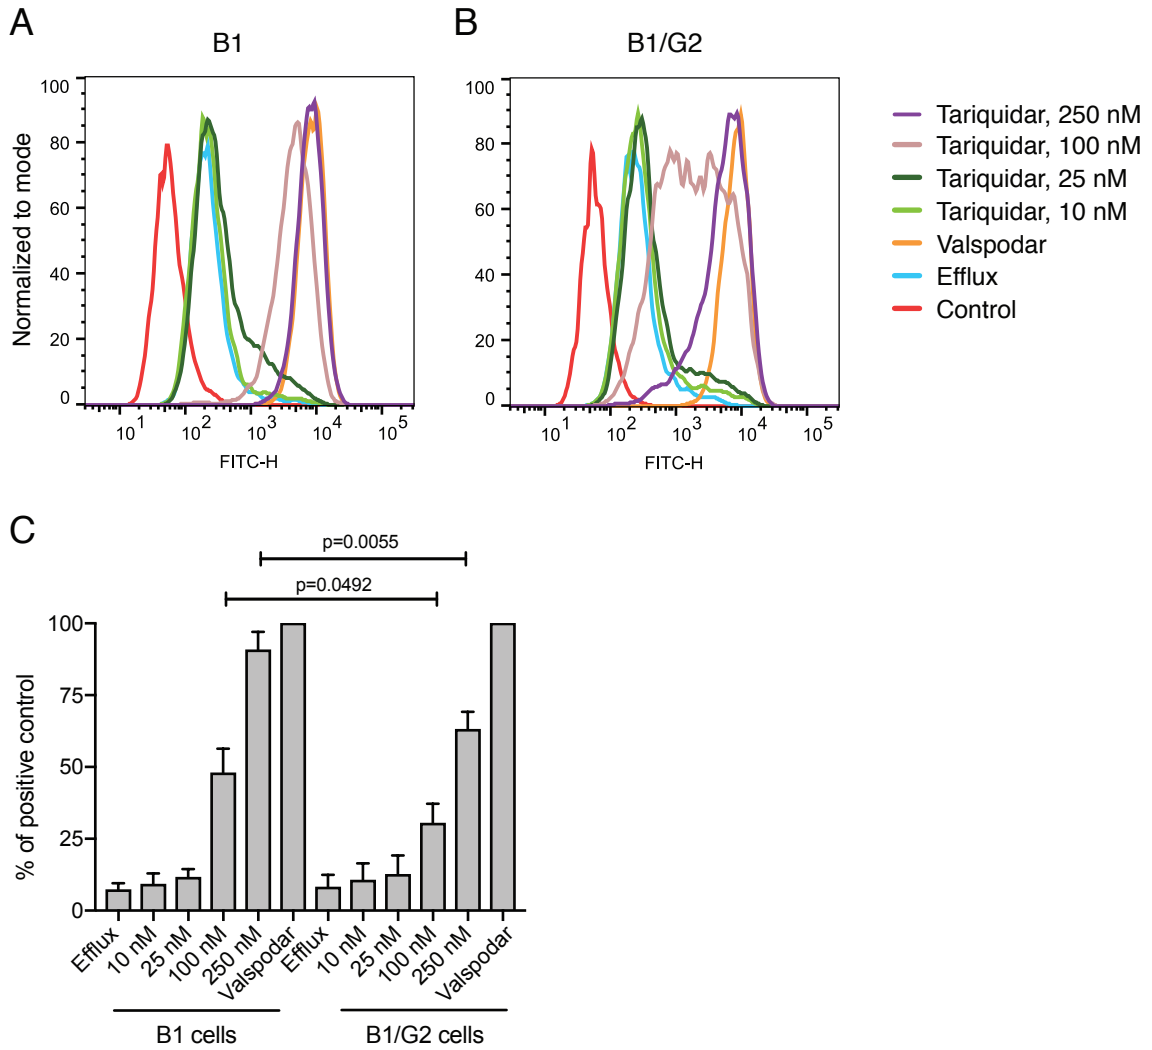 A
B1
100
80
60
40
20
0
Normalized to mode
10^1
10^2
10^3
10^4
10^5
FITC-H
B
B1/G2
100
80
60
40
20
0
10^1
10^2
10^3
10^4
10^5
FITC-H
Tariquidar, 250 nM
Tariquidar, 100 nM
Tariquidar, 25 nM
Tariquidar, 10 nM
Valspodar
Efflux
Control
C
p=0.0055
p=0.0492
100
75
50
25
0
% of positive control
Efflux
10 nM
25 nM
100 nM
250 nM
Valspodar
Efflux
10 nM
25 nM
100 nM
250 nM
Valspodar
B1 cells
B1/G2 cells